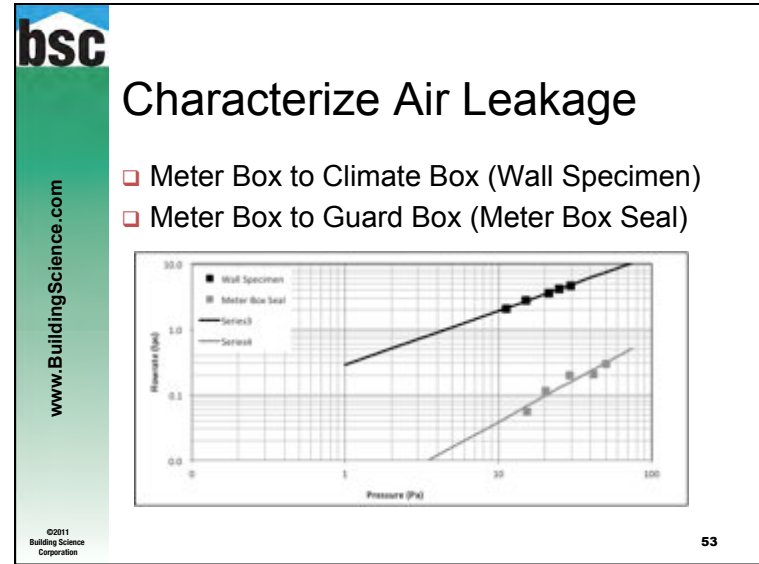 bsc
Characterize Air Leakage
❑ Meter Box to Climate Box (Wall Specimen)
❑ Meter Box to Guard Box (Meter Box Seal)
www.BuildingScience.com
10.0
1.0
0.1
0.0
Flowrate (lps)
Wall Specimen
Meter Box Seal
Series3
Series4
0
1
10
100
Pressure (Pa)
©2011
Building Science
Corporation
53